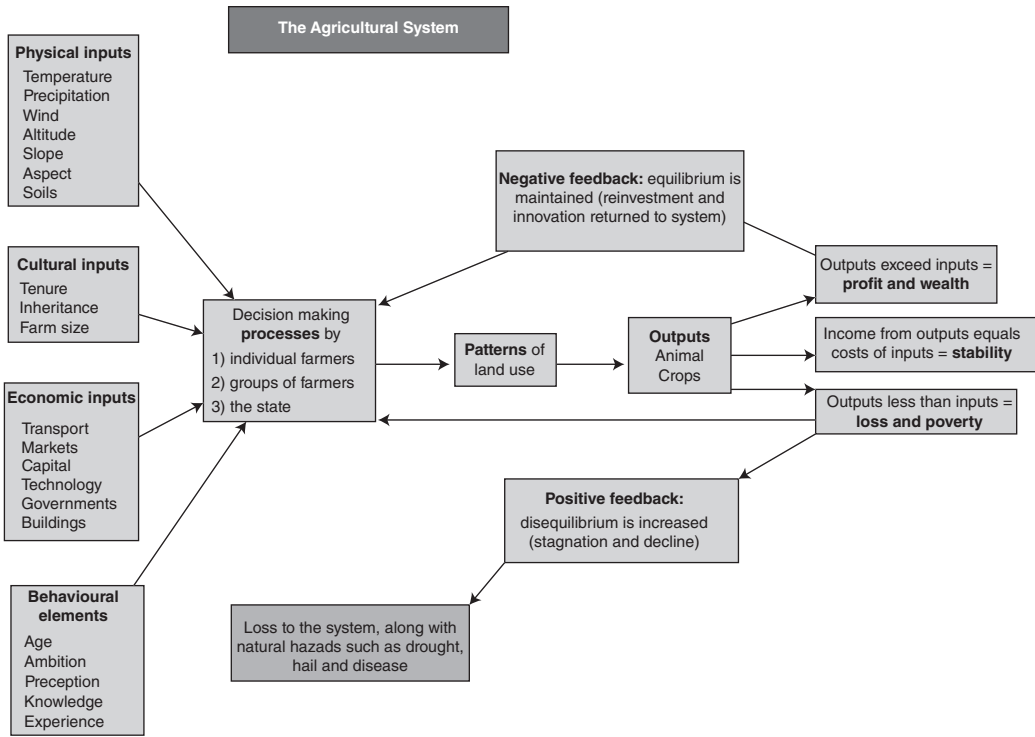 The Agricultural System
Physical inputs
Temperature
Precipitation
Wind
Altitude
Slope
Aspect
Soils
Cultural inputs
Tenure
Inheritance
Farm size
Economic inputs
Transport
Markets
Capital
Technology
Governments
Buildings
Behavioural
elements
Age
Ambition
Preception
Knowledge
Experience
Decision making
processes by
1) individual farmers
2) groups of farmers
3) the state
Patterns of
land use
Outputs
Animal
Crops
Negative feedback: equilibrium is
maintained (reinvestment and
innovation returned to system)
Outputs exceed inputs =
profit and wealth
Income from outputs equals
costs of inputs = stability
Outputs less than inputs =
loss and poverty
Positive feedback:
disequilibrium is increased
(stagnation and decline)
Loss to the system, along with
natural hazads such as drought,
hail and disease